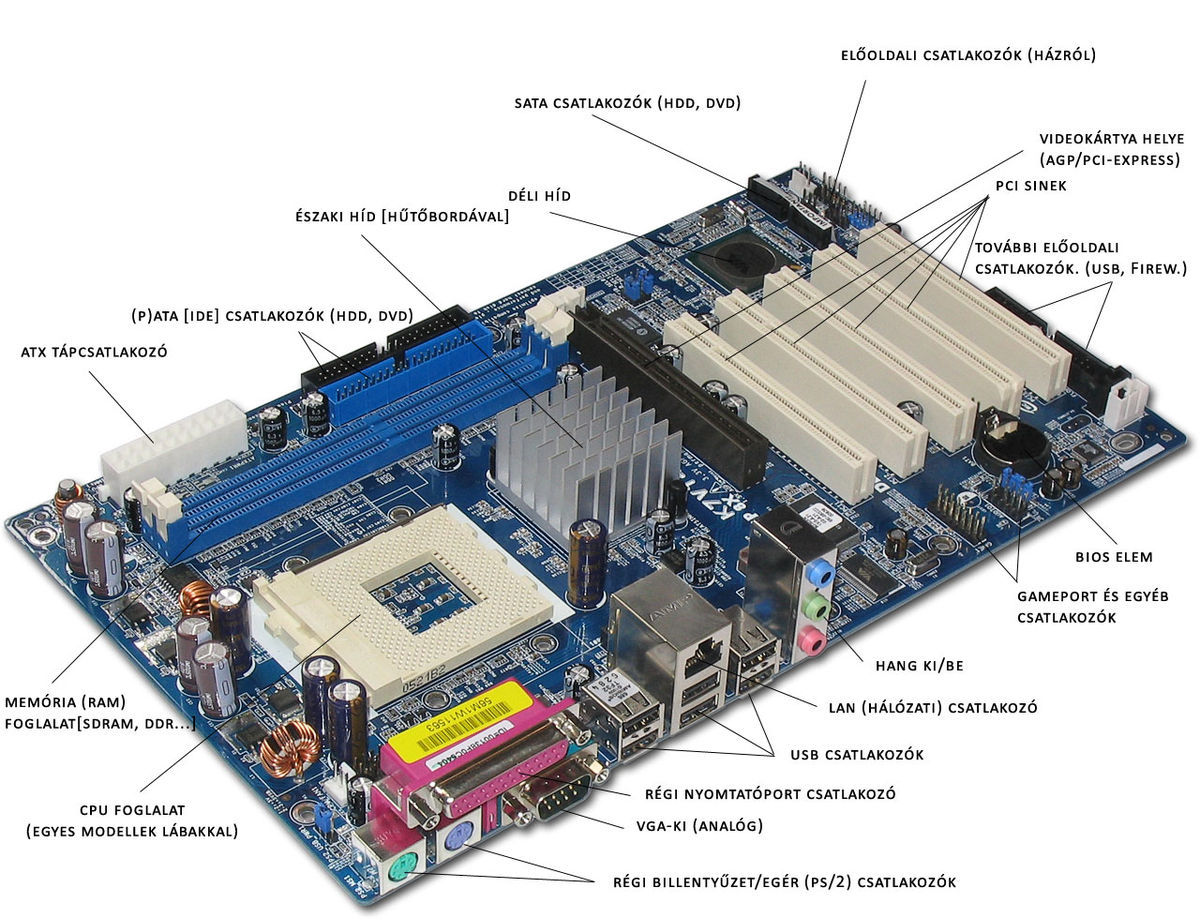 ELŐOLDALI CSATLAKOZÓK (HÁZRÓL)
SATA CSATLAKOZÓK (HDD, DVD)
VIDEOKÁRTYA HELYE
(AGP/PCI-EXPRESS)
PCI SINEK
DÉLI HÍD
ÉSZAKI HÍD [HŰTŐBORDÁVAL]
TOVÁBBI ELŐOLDALI
CSATLAKOZÓK. (USB, FIREW.)
(P)ATA [IDE] CSATLAKOZÓK (HDD, DVD)
ATX TÁPCSATLAKOZÓ
BIOS ELEM
GAMEPORT ÉS EGYÉB
CSATLAKOZÓK
HANG KI/BE
MEMÓRIA (RAM)
FOGLALAT[SDRAM, DDR...]
LAN (HÁLÓZATI) CSATLAKOZÓ
USB CSATLAKOZÓK
CPU FOGLALAT
(EGYES MODELLEK LÁBAKKAL)
RÉGI NYOMTATÓPORT CSATLAKOZÓ
VGA-KI (ANALÓG)
RÉGI BILLENTYŰZET/EGÉR (PS/2) CSATLAKOZÓK
0521B2
56M1W11563